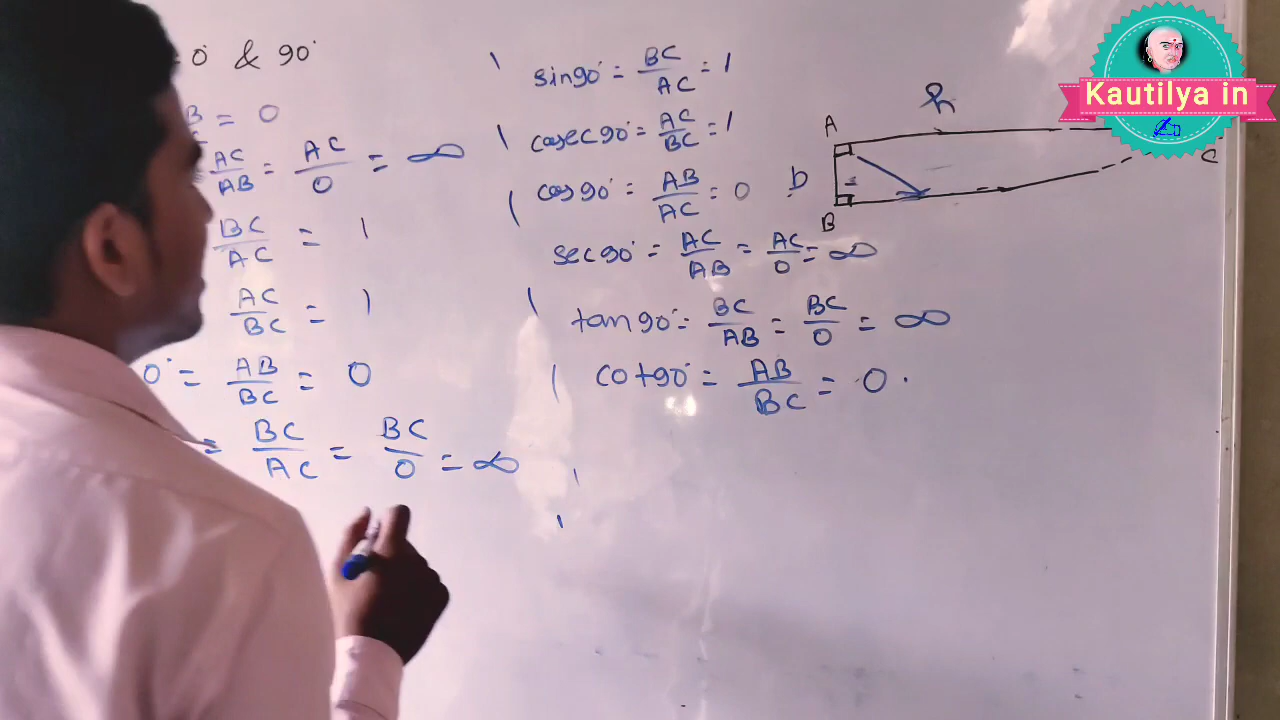 = 0° & 90°
B = 0
AC/AB = AC/0 = ∞
BC/AC = 1
AC/BC = 1
0° = AB/BC = 0
= BC/AC = BC/0 = ∞
sin90° = BC/AC = 1
cosec90° = AC/BC = 1
cos90° = AB/AC = 0
sec90° = AC/AB = AC/0 = ∞
tan90° = BC/AB = BC/0 = ∞
cot90° = AB/BC = 0.
h
A
b
B
C
Kautilya in